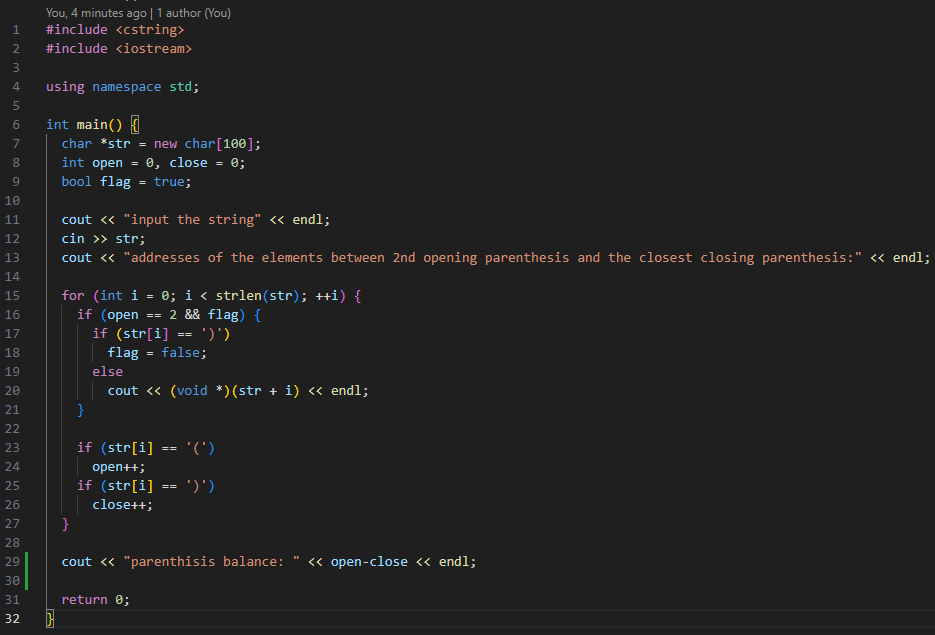 You, 4 minutes ago | 1 author (You)
1 #include <cstring>
2 #include <iostream>
3
4 using namespace std;
5
6 int main() {
7   char *str = new char[100];
8   int open = 0, close = 0;
9   bool flag = true;
10
11   cout << "input the string" << endl;
12   cin >> str;
13   cout << "addresses of the elements between 2nd opening parenthesis and the closest closing parenthesis:" << endl;
14
15   for (int i = 0; i < strlen(str); ++i) {
16     if (open == 2 && flag) {
17       if (str[i] == ')')
18         flag = false;
19       else
20         cout << (void *)(str + i) << endl;
21     }
22
23     if (str[i] == '(')
24       open++;
25     if (str[i] == ')')
26       close++;
27   }
28
29   cout << "parenthisis balance: " << open-close << endl;
30
31   return 0;
32 }